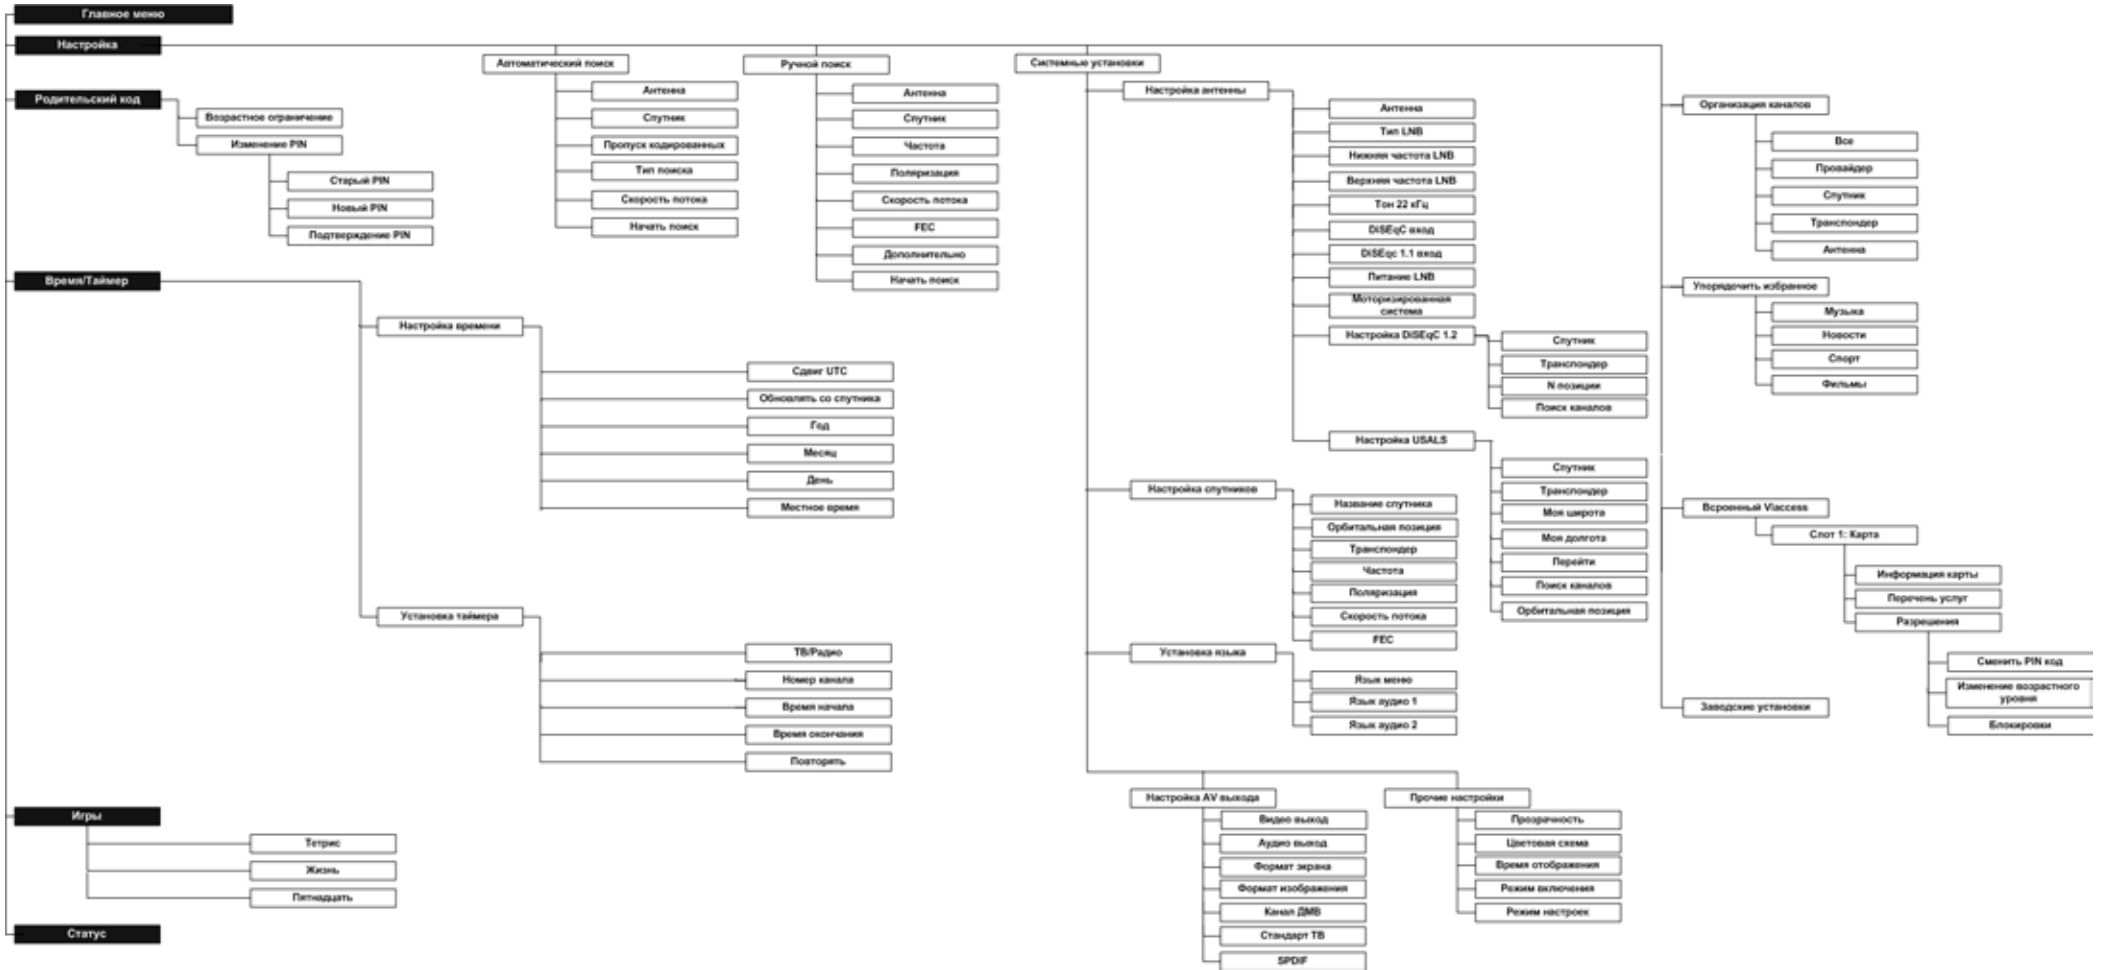 Главное меню
Настройка
Родительский код
Возрастное ограничение
Изменение PIN
Старый PIN
Новый PIN
Подтверждение PIN
Время/Таймер
Настройка времени
Сдвиг UTC
Обновлять со спутника
Год
Месяц
День
Местное время
Установка таймера
ТВ/Радио
Номер канала
Время начала
Время окончания
Повторять
Игры
Тетрис
Жизнь
Пятнадцать
Статус
Автоматический поиск
Антенна
Спутник
Пропуск кодированных
Тип поиска
Скорость потока
Начать поиск
Ручной поиск
Антенна
Спутник
Частота
Поляризация
Скорость потока
FEC
Дополнительно
Начать поиск
Системные установки
Настройка антенны
Антенна
Тип LNB
Нижняя частота LNB
Верхняя частота LNB
Тон 22 кГц
DiSEqC вход
DiSEqc 1.1 вход
Питание LNB
Моторизированная
система
Настройка DiSEqC 1.2
Спутник
Транспондер
N позиции
Поиск каналов
Настройка USALS
Спутник
Транспондер
Моя широта
Моя долгота
Перейти
Поиск каналов
Орбитальная позиция
Настройка спутников
Название спутника
Орбитальная позиция
Транспондер
Частота
Поляризация
Скорость потока
FEC
Установка языка
Язык меню
Язык аудио 1
Язык аудио 2
Настройка AV выхода
Видео выход
Аудио выход
Формат экрана
Формат изображения
Канал ДМВ
Стандарт ТВ
SPDIF
Прочие настройки
Прозрачность
Цветовая схема
Время отображения
Режим включения
Режим настроек
Организация каналов
Все
Провайдер
Спутник
Транспондер
Антенна
Упорядочить избранное
Музыка
Новости
Спорт
Фильмы
Всроенный Viaccess
Слот 1: Карта
Информация карты
Перечень услуг
Разрешения
Сменить PIN код
Изменение возрастного
уровня
Блокировки
Заводские установки